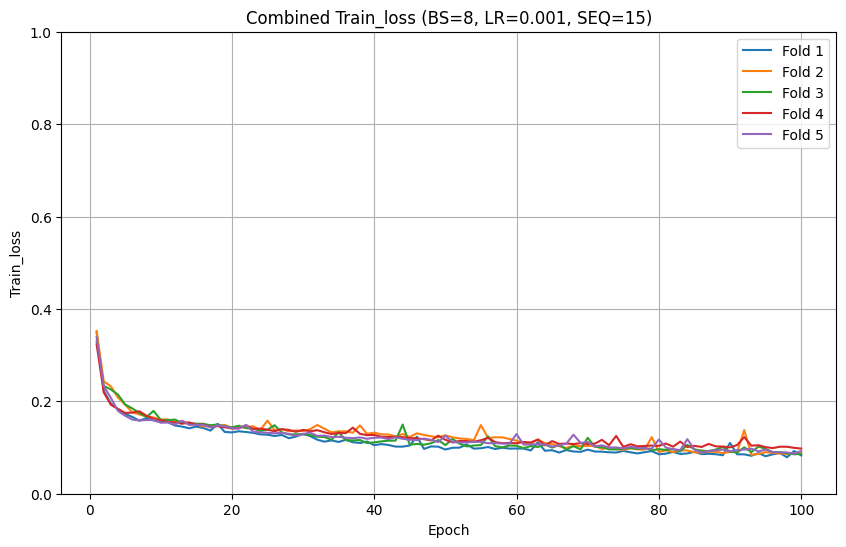 Combined Train_loss (BS=8, LR=0.001, SEQ=15)
Fold 1
Fold 2
Fold 3
Fold 4
Fold 5
Train_loss
1.0
0.8
0.6
0.4
0.2
0.0
0 20 40 60 80 100
Epoch